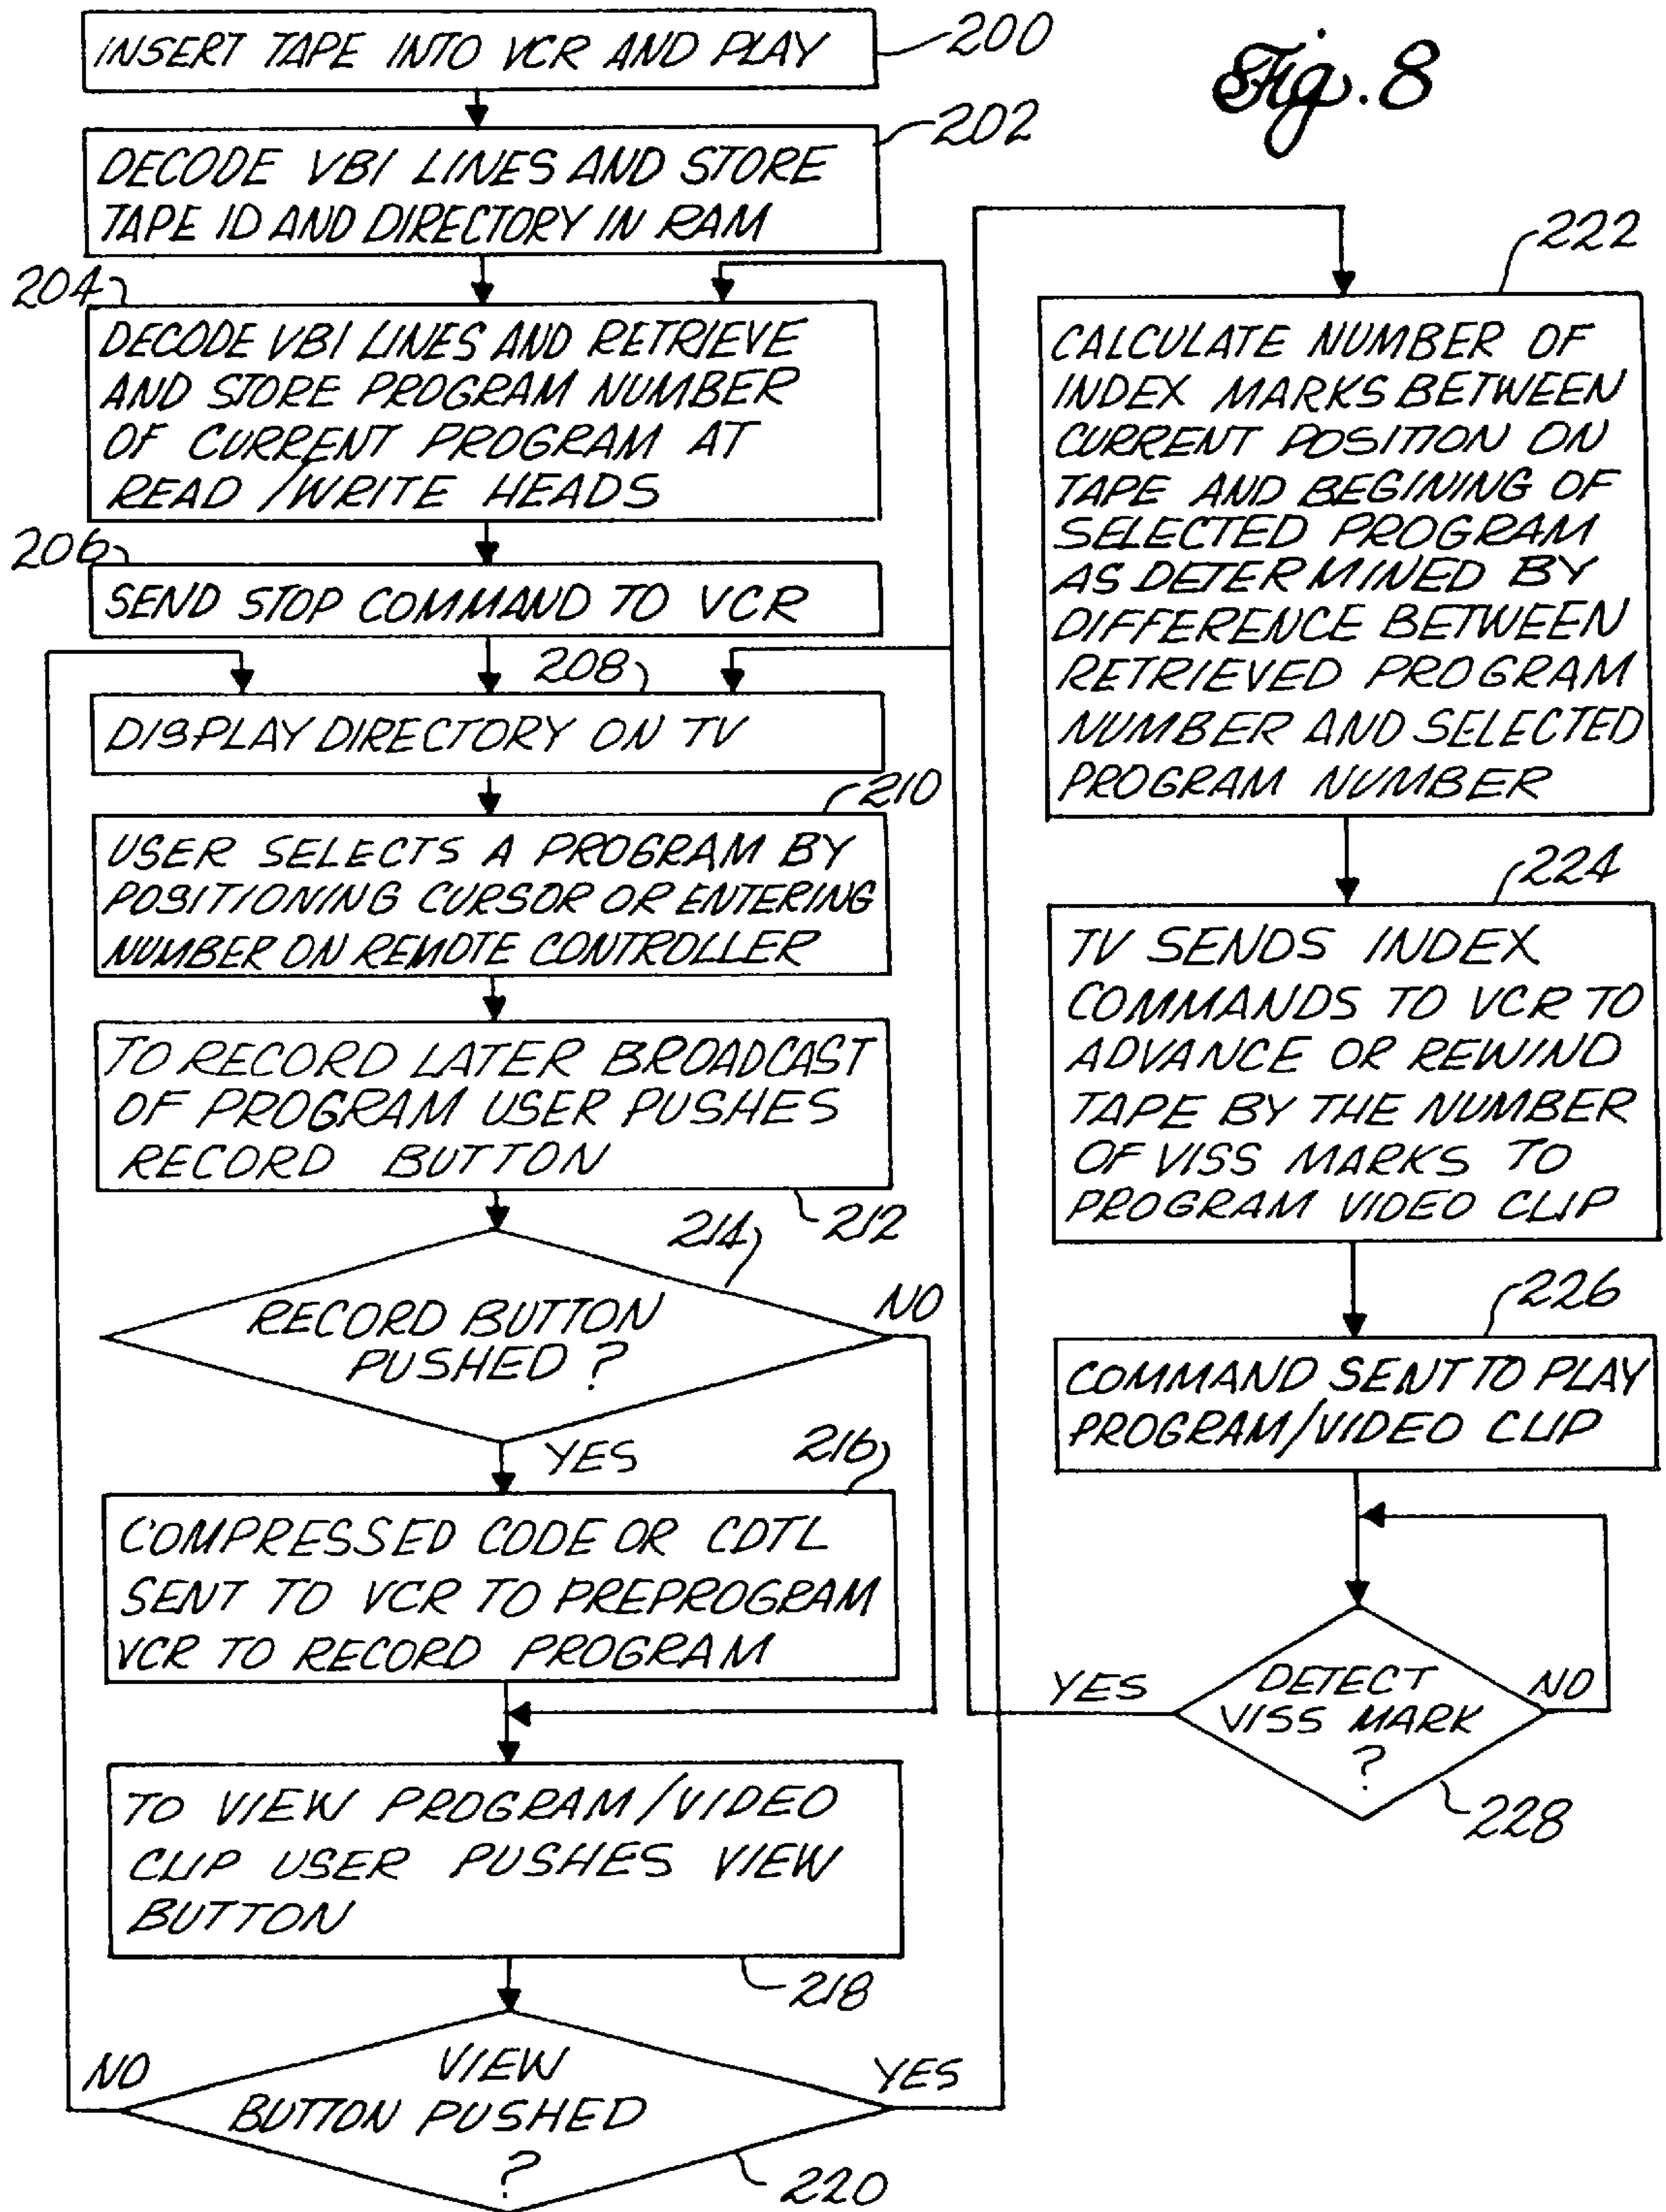 Fig. 8
INSERT TAPE INTO VCR AND PLAY
200
DECODE VBI LINES AND STORE
TAPE ID AND DIRECTORY IN RAM
202
204
DECODE VBI LINES AND RETRIEVE
AND STORE PROGRAM NUMBER
OF CURRENT PROGRAM AT
READ/WRITE HEADS
206
SEND STOP COMMAND TO VCR
208
DISPLAY DIRECTORY ON TV
210
USER SELECTS A PROGRAM BY
POSITIONING CURSOR OR ENTERING
NUMBER ON REMOTE CONTROLLER
TO RECORD LATER BROADCAST
OF PROGRAM USER PUSHES
RECORD BUTTON
212
214
RECORD BUTTON
PUSHED ?
NO
YES
216
COMPRESSED CODE OR CDTL
SENT TO VCR TO PREPROGRAM
VCR TO RECORD PROGRAM
TO VIEW PROGRAM/VIDEO
CLIP USER PUSHES VIEW
BUTTON
218
NO
VIEW
BUTTON PUSHED
?
YES
220
222
CALCULATE NUMBER OF
INDEX MARKS BETWEEN
CURRENT POSITION ON
TAPE AND BEGINING OF
SELECTED PROGRAM
AS DETERMINED BY
DIFFERENCE BETWEEN
RETRIEVED PROGRAM
NUMBER AND SELECTED
PROGRAM NUMBER
224
TV SENDS INDEX
COMMANDS TO VCR TO
ADVANCE OR REWIND
TAPE BY THE NUMBER
OF VISS MARKS TO
PROGRAM VIDEO CLIP
226
COMMAND SENT TO PLAY
PROGRAM/VIDEO CLIP
YES
DETECT
VISS MARK
?
NO
228